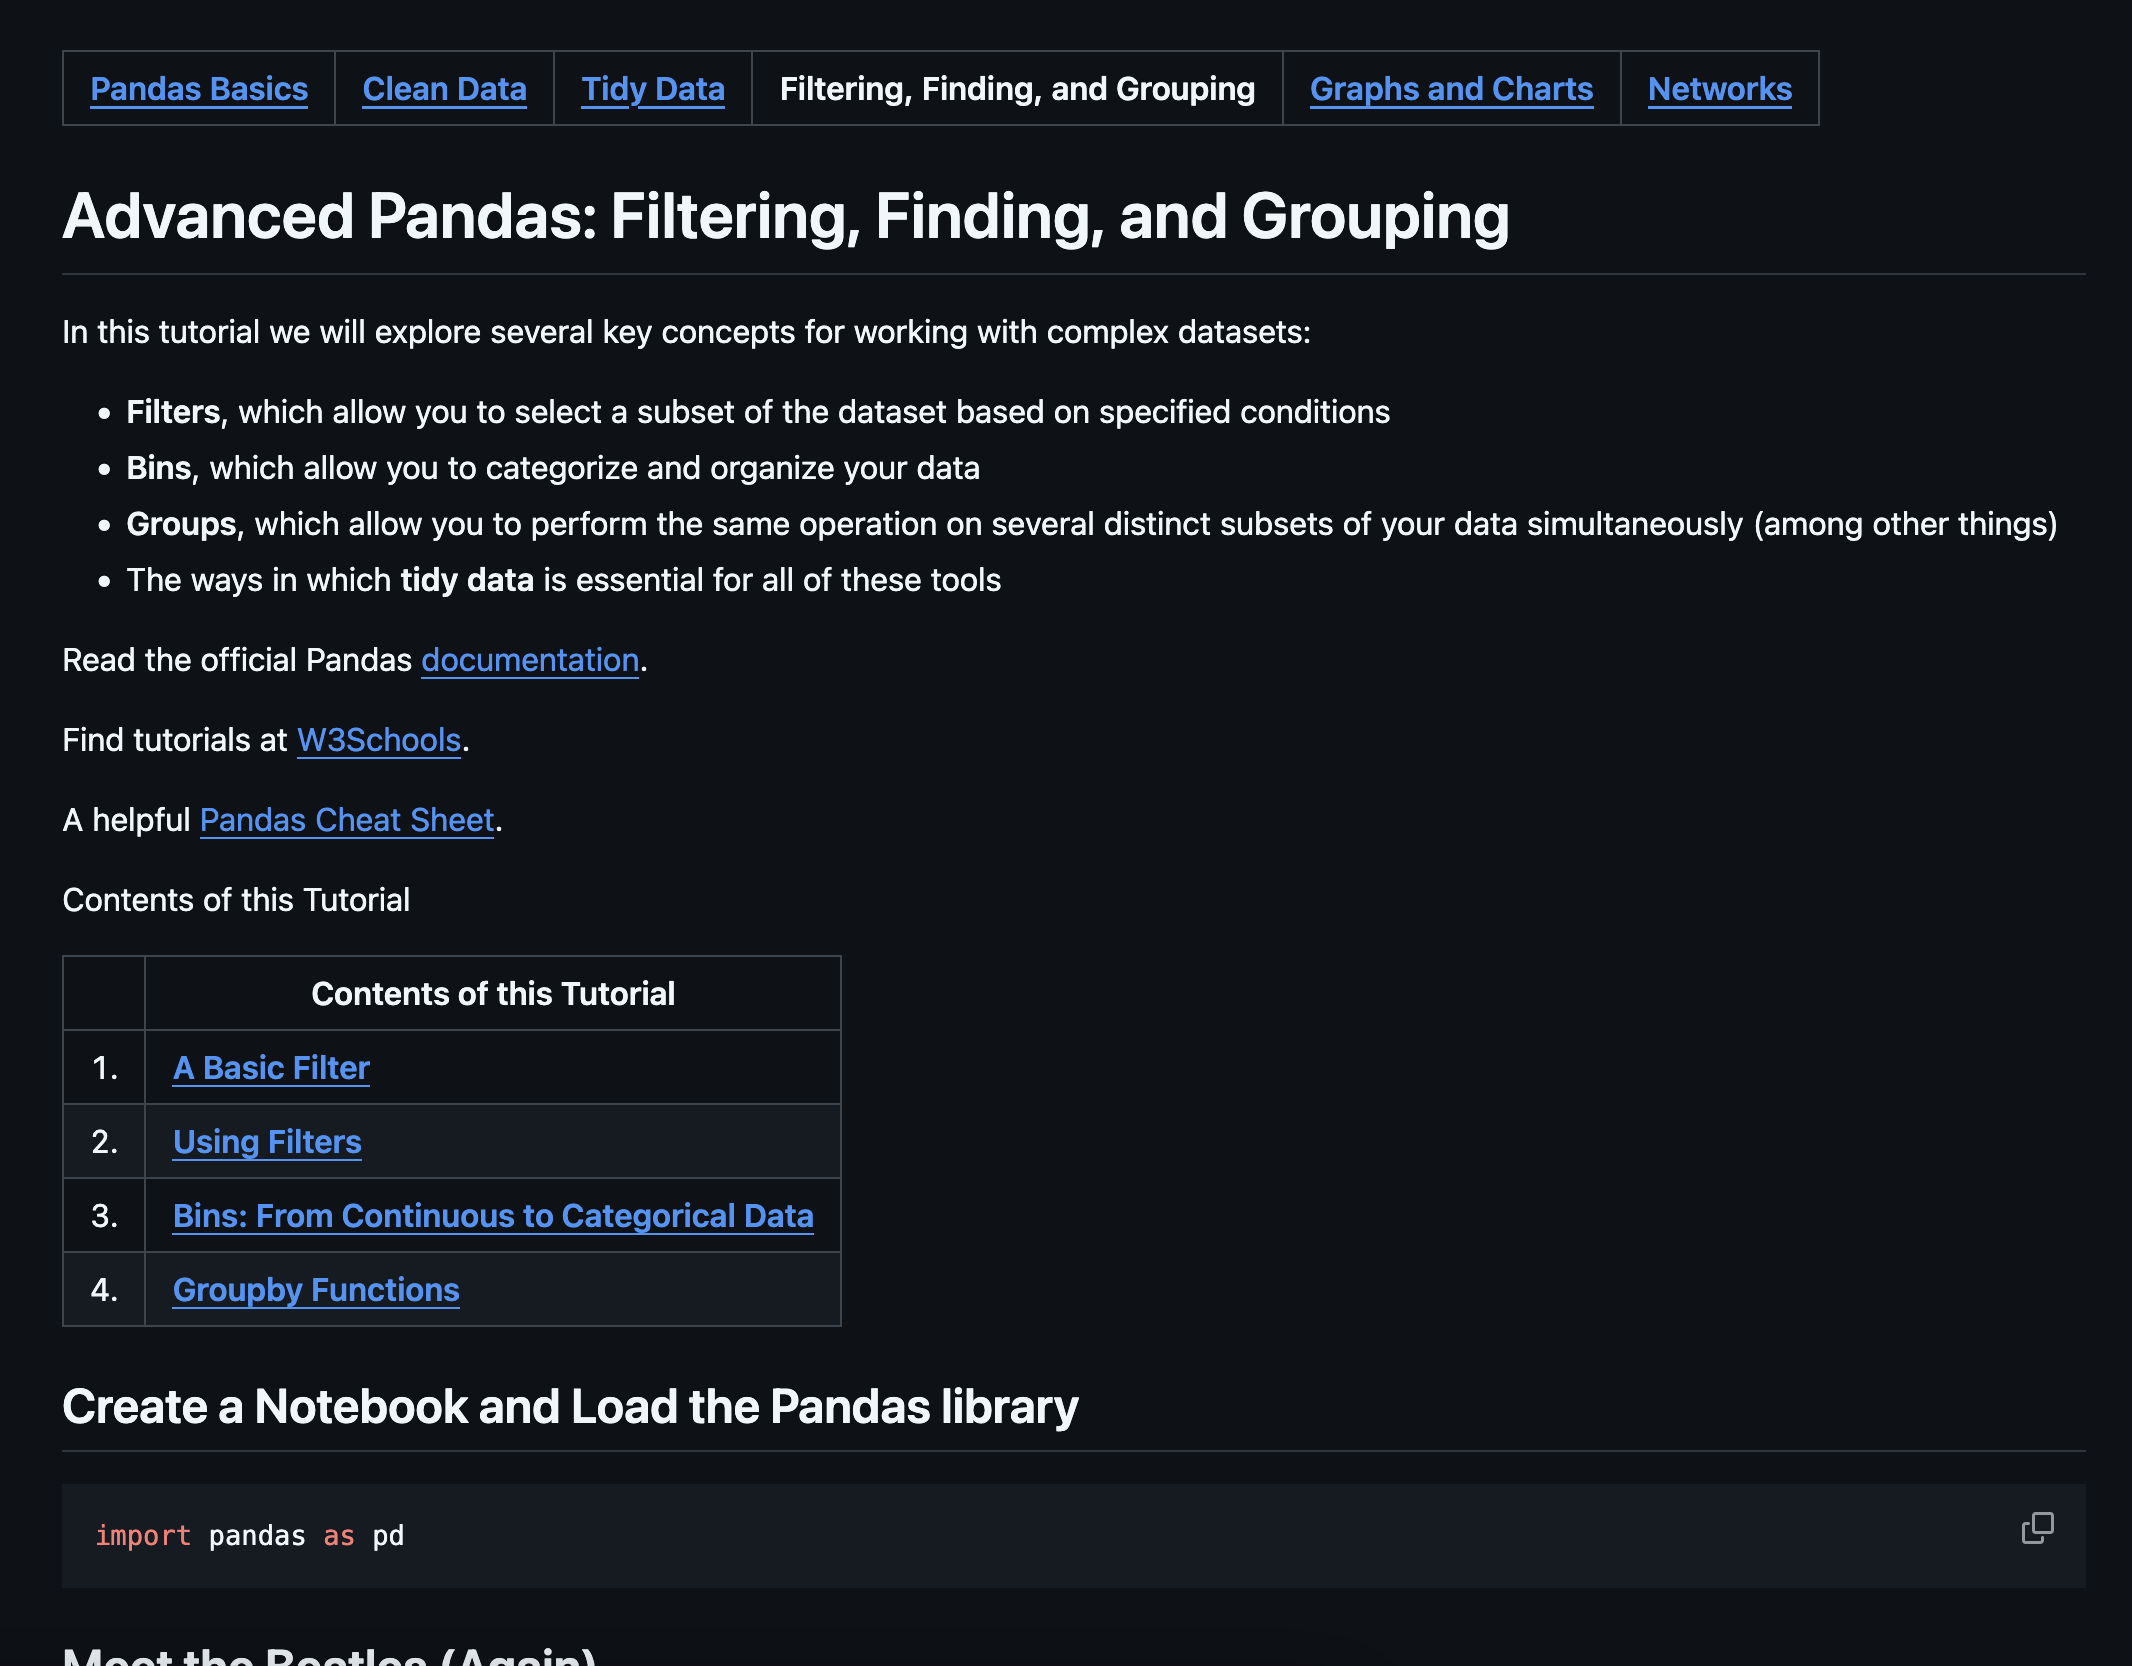 Pandas Basics Clean Data Tidy Data Filtering, Finding, and Grouping Graphs and Charts Networks
Advanced Pandas: Filtering, Finding, and Grouping
In this tutorial we will explore several key concepts for working with complex datasets:
• Filters, which allow you to select a subset of the dataset based on specified conditions
• Bins, which allow you to categorize and organize your data
• Groups, which allow you to perform the same operation on several distinct subsets of your data simultaneously (among other things)
• The ways in which tidy data is essential for all of these tools
Read the official Pandas documentation.
Find tutorials at W3Schools.
A helpful Pandas Cheat Sheet.
Contents of this Tutorial
Contents of this Tutorial
1. A Basic Filter
2. Using Filters
3. Bins: From Continuous to Categorical Data
4. Groupby Functions
Create a Notebook and Load the Pandas library
import pandas as pd
Meet the Beatles (Again)